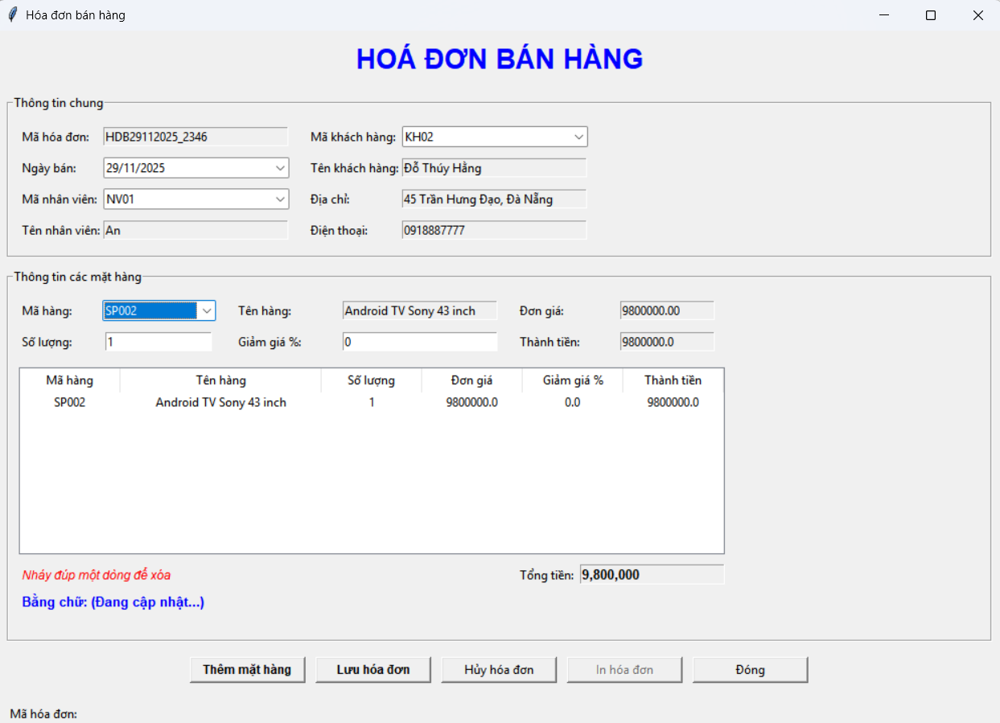 Hóa đơn bán hàng
HOÁ ĐƠN BÁN HÀNG
Thông tin chung
Mã hóa đơn: HDB29112025_2346 Mã khách hàng: KH02
Ngày bán: 29/11/2025 Tên khách hàng: Đỗ Thúy Hằng
Mã nhân viên: NV01 Địa chỉ: 45 Trần Hưng Đạo, Đà Nẵng
Tên nhân viên: An Điện thoại: 0918887777
Thông tin các mặt hàng
Mã hàng: SP002 Tên hàng: Android TV Sony 43 inch Đơn giá: 9800000.00
Số lượng: 1 Giảm giá %: 0 Thành tiền: 9800000.0
Mã hàng Tên hàng Số lượng Đơn giá Giảm giá % Thành tiền
SP002 Android TV Sony 43 inch 1 9800000.0 0.0 9800000.0
Nháy đúp một dòng để xóa Tổng tiền: 9,800,000
Bằng chữ: (Đang cập nhật...)
Thêm mặt hàng Lưu hóa đơn Hủy hóa đơn In hóa đơn Đóng
Mã hóa đơn: